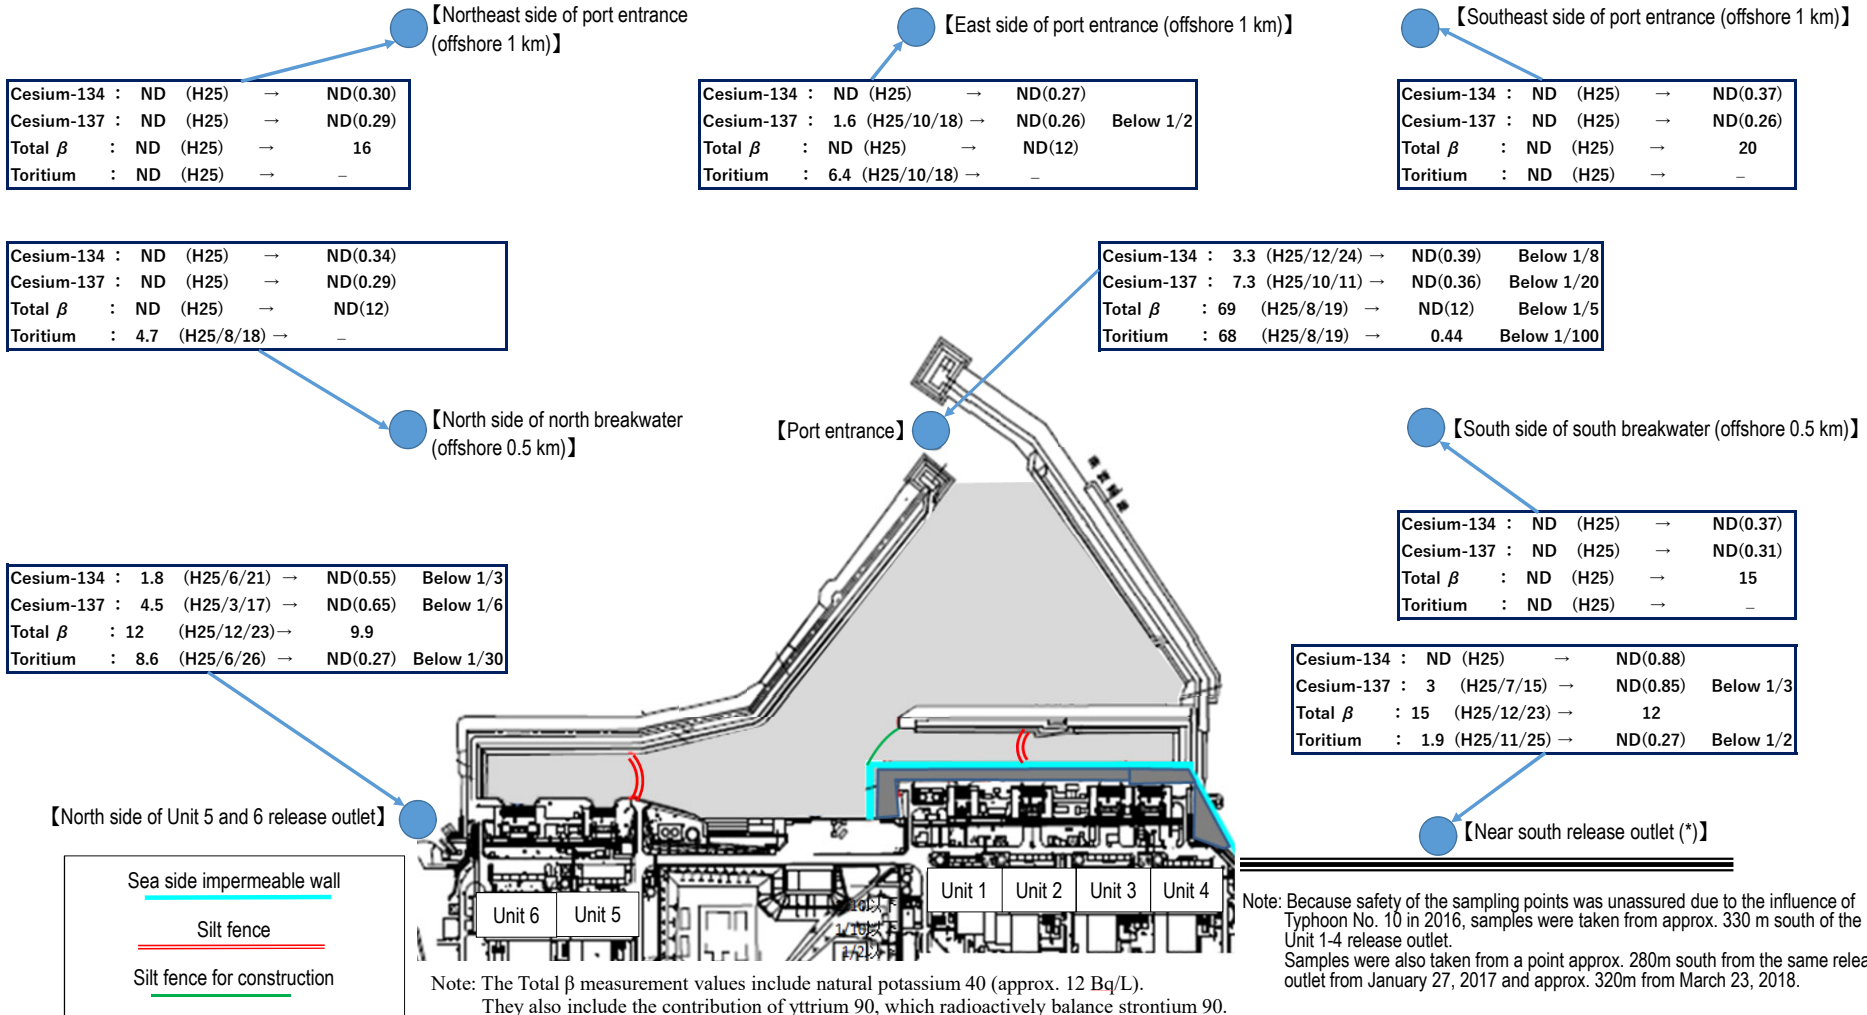 【Northeast side of port entrance
(offshore 1 km)】
Cesium-134 : ND (H25) → ND(0.30)
Cesium-137 : ND (H25) → ND(0.29)
Total β : ND (H25) → 16
Toritium : ND (H25) → –
【East side of port entrance (offshore 1 km)】
Cesium-134 : ND (H25) → ND(0.27)
Cesium-137 : 1.6 (H25/10/18) → ND(0.26) Below 1/2
Total β : ND (H25) → ND(12)
Toritium : 6.4 (H25/10/18) → –
【Southeast side of port entrance (offshore 1 km)】
Cesium-134 : ND (H25) → ND(0.37)
Cesium-137 : ND (H25) → ND(0.26)
Total β : ND (H25) → 20
Toritium : ND (H25) → –
Cesium-134 : ND (H25) → ND(0.34)
Cesium-137 : ND (H25) → ND(0.29)
Total β : ND (H25) → ND(12)
Toritium : 4.7 (H25/8/18) → –
【North side of north breakwater
(offshore 0.5 km)】
Cesium-134 : 3.3 (H25/12/24) → ND(0.39) Below 1/8
Cesium-137 : 7.3 (H25/10/11) → ND(0.36) Below 1/20
Total β : 69 (H25/8/19) → ND(12) Below 1/5
Toritium : 68 (H25/8/19) → 0.44 Below 1/100
【Port entrance】
【South side of south breakwater (offshore 0.5 km)】
Cesium-134 : ND (H25) → ND(0.37)
Cesium-137 : ND (H25) → ND(0.31)
Total β : ND (H25) → 15
Toritium : ND (H25) → –
Cesium-134 : 1.8 (H25/6/21) → ND(0.55) Below 1/3
Cesium-137 : 4.5 (H25/3/17) → ND(0.65) Below 1/6
Total β : 12 (H25/12/23)→ 9.9
Toritium : 8.6 (H25/6/26) → ND(0.27) Below 1/30
【North side of Unit 5 and 6 release outlet】
Cesium-134 : ND (H25) → ND(0.88)
Cesium-137 : 3 (H25/7/15) → ND(0.85) Below 1/3
Total β : 15 (H25/12/23) → 12
Toritium : 1.9 (H25/11/25) → ND(0.27) Below 1/2
【Near south release outlet (*)】
Sea side impermeable wall
Silt fence
Silt fence for construction
Unit 6
Unit 5
Unit 1
Unit 2
Unit 3
Unit 4
Note: The Total β measurement values include natural potassium 40 (approx. 12 Bq/L).
They also include the contribution of yttrium 90, which radioactively balance strontium 90.
Note: Because safety of the sampling points was unassured due to the influence of
Typhoon No. 10 in 2016, samples were taken from approx. 330 m south of the
Unit 1-4 release outlet.
Samples were also taken from a point approx. 280m south from the same relea
outlet from January 27, 2017 and approx. 320m from March 23, 2018.